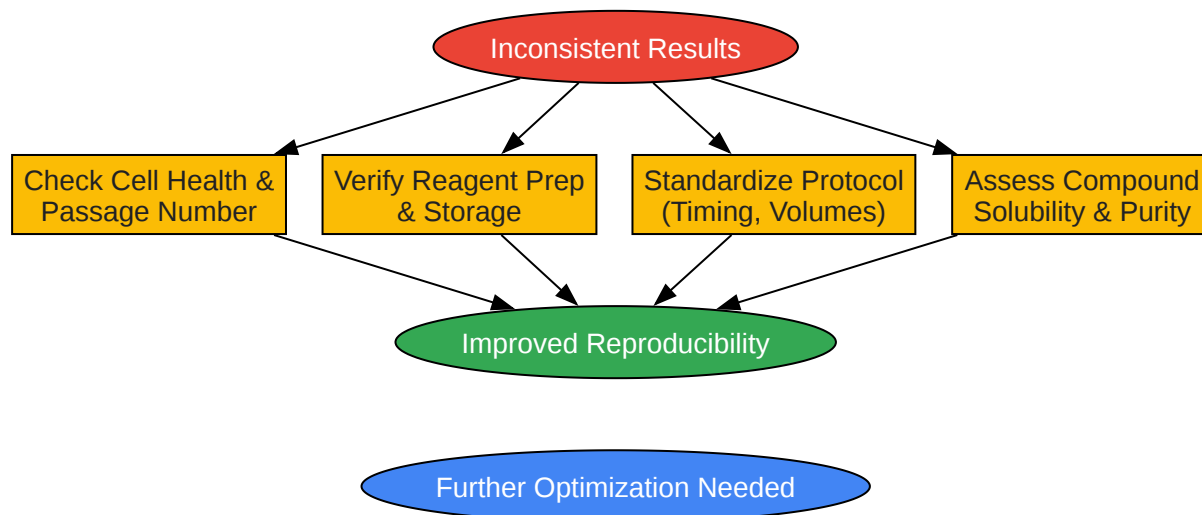 Inconsistent Results
Check Cell Health &
Passage Number
Verify Reagent Prep
& Storage
Standardize Protocol
(Timing, Volumes)
Assess Compound
Solubility & Purity
Improved Reproducibility
Further Optimization Needed